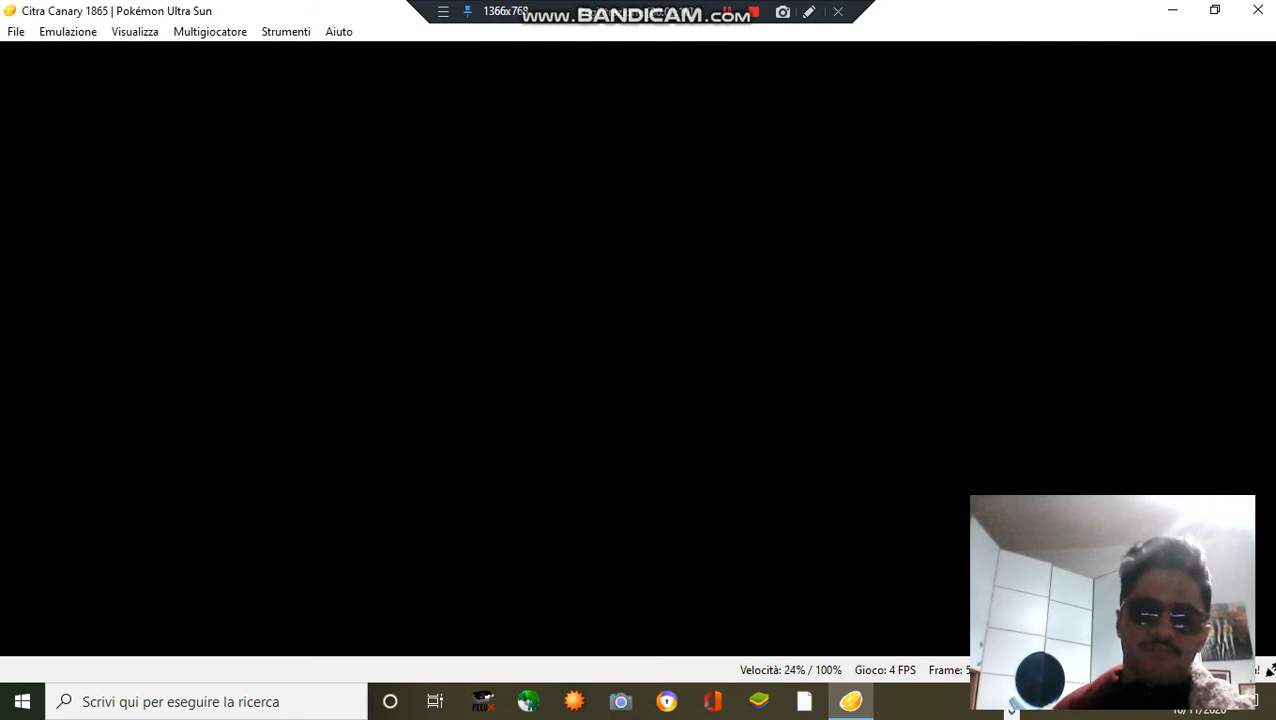 Citra Canary 1865 | Pokémon Ultra Sun
1366x768
www.BANDICAM.com
File Emulazione Visualizza Multigiocatore Strumenti Aiuto
Velocità: 24% / 100% Gioco: 4 FPS Frame:
Scrivi qui per eseguire la ricerca